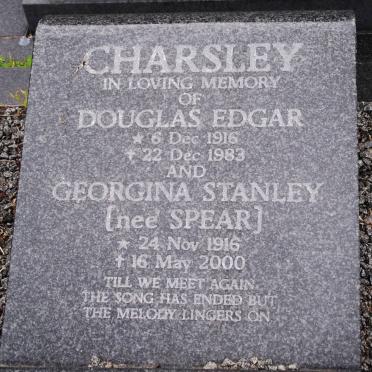 CHARSLEY
IN LOVING MEMORY
OF
DOUGLAS EDGAR
★ 6 Dec 1916
✝ 22 Dec 1983
AND
GEORGINA STANLEY
[neé SPEAR]
★ 24 Nov 1916
✝ 16 May 2000
TILL WE MEET AGAIN.
THE SONG HAS ENDED BUT
THE MELODY LINGERS ON